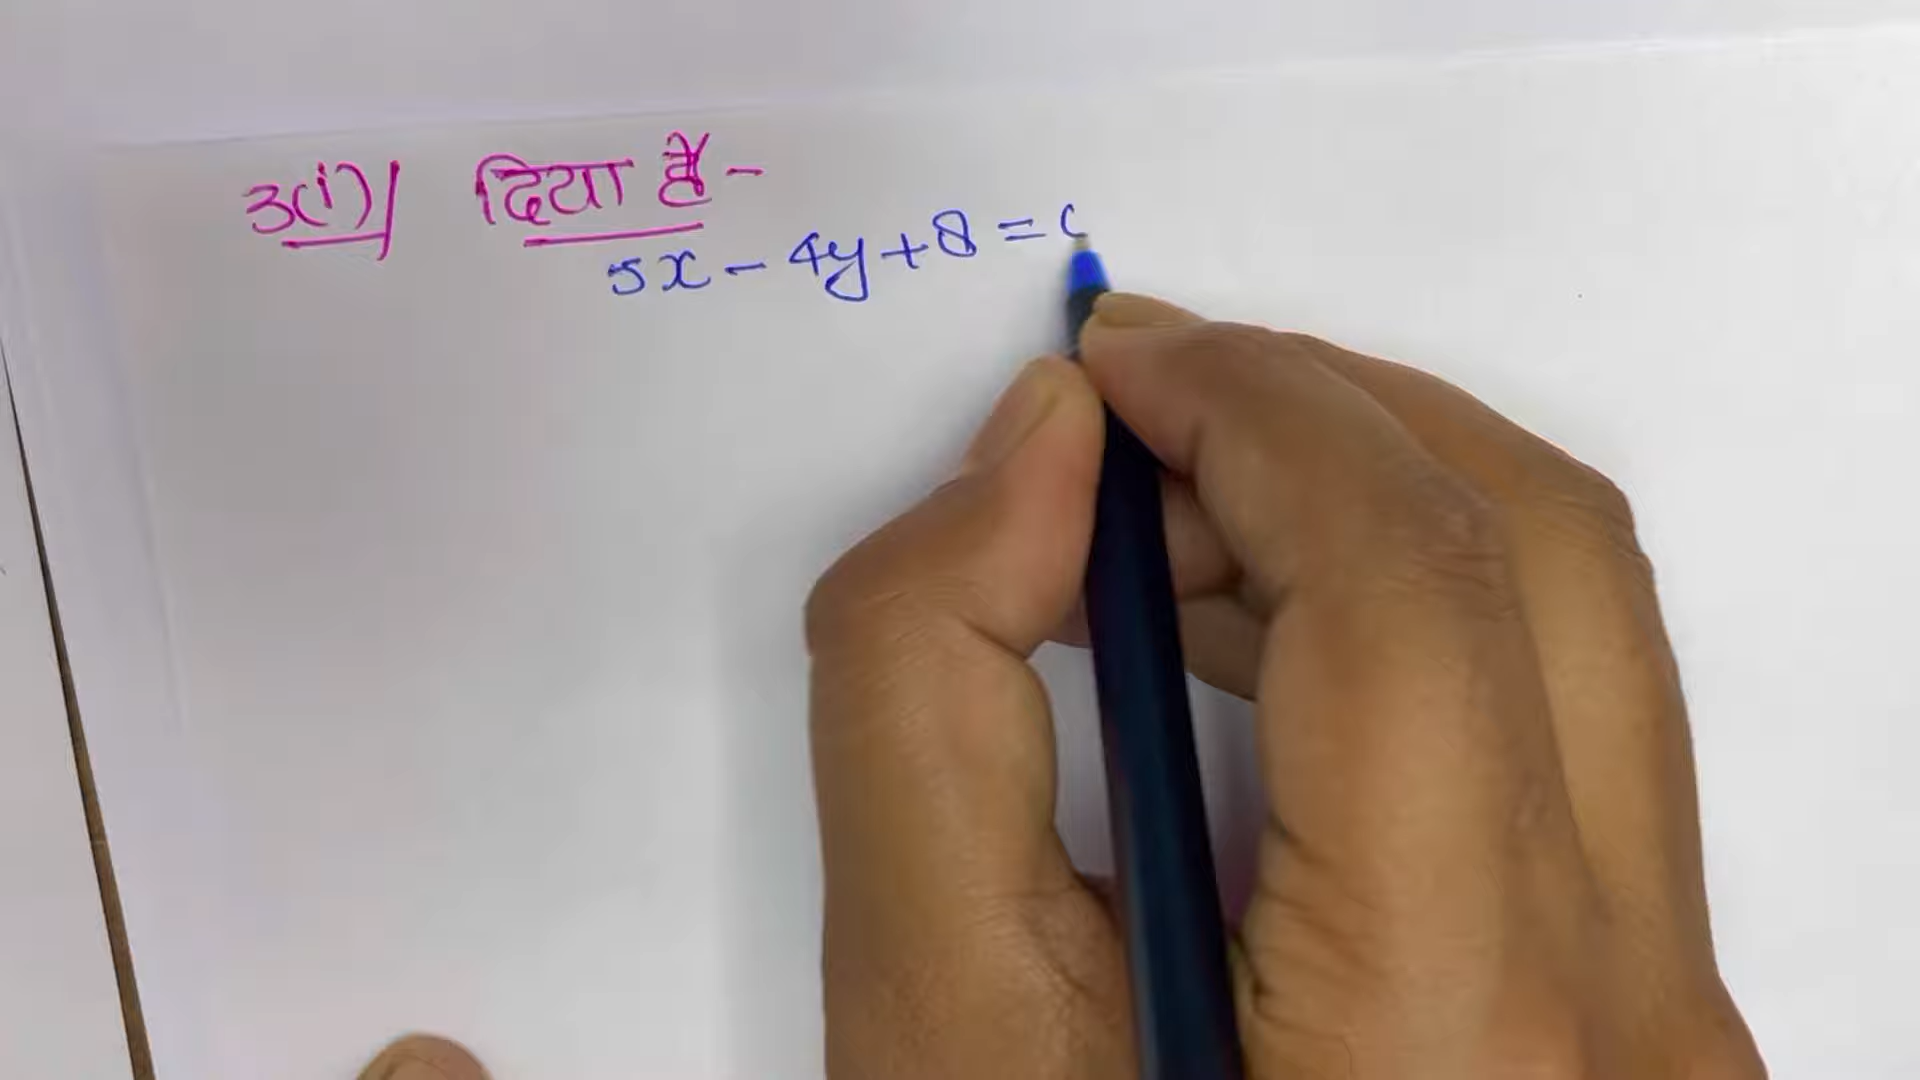 3(i)/ दिया है -
5x - 4y + 8 = 0